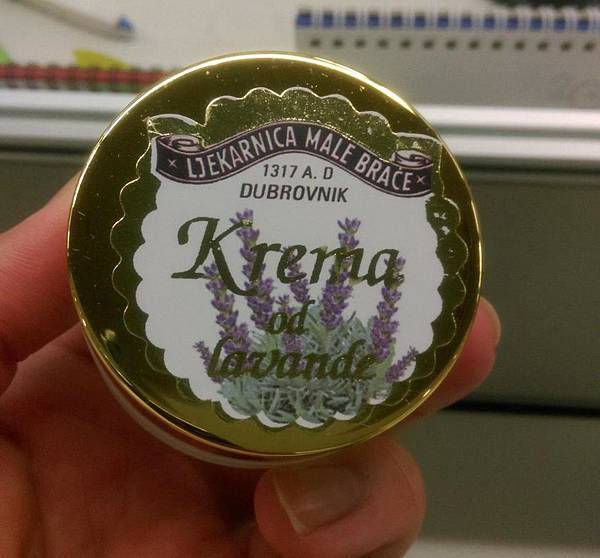 LJEKARNICA MALE BRAĆE
1317 A. D
DUBROVNIK
Krema
od
lavande